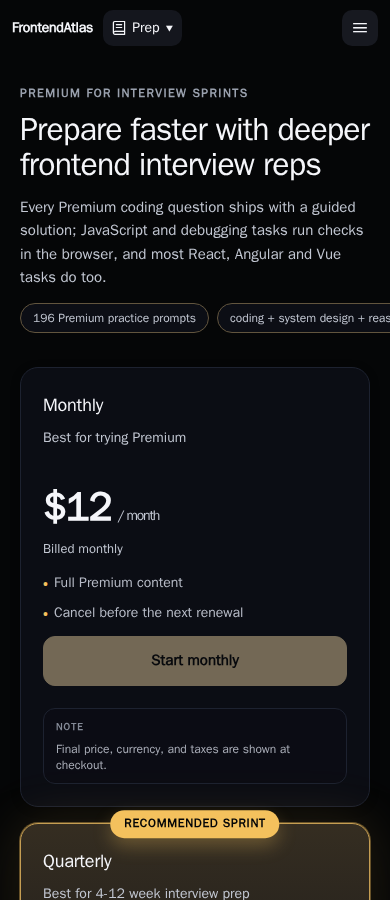 FrontendAtlas
Prep
PREMIUM FOR INTERVIEW SPRINTS
Prepare faster with deeper
frontend interview reps
Every Premium coding question ships with a guided
solution; JavaScript and debugging tasks run checks
in the browser, and most React, Angular and Vue
tasks do too.
196 Premium practice prompts
coding + system design + reas
Monthly
Best for trying Premium
$12 / month
Billed monthly
• Full Premium content
• Cancel before the next renewal
Start monthly
NOTE
Final price, currency, and taxes are shown at
checkout.
RECOMMENDED SPRINT
Quarterly
Best for 4-12 week interview prep